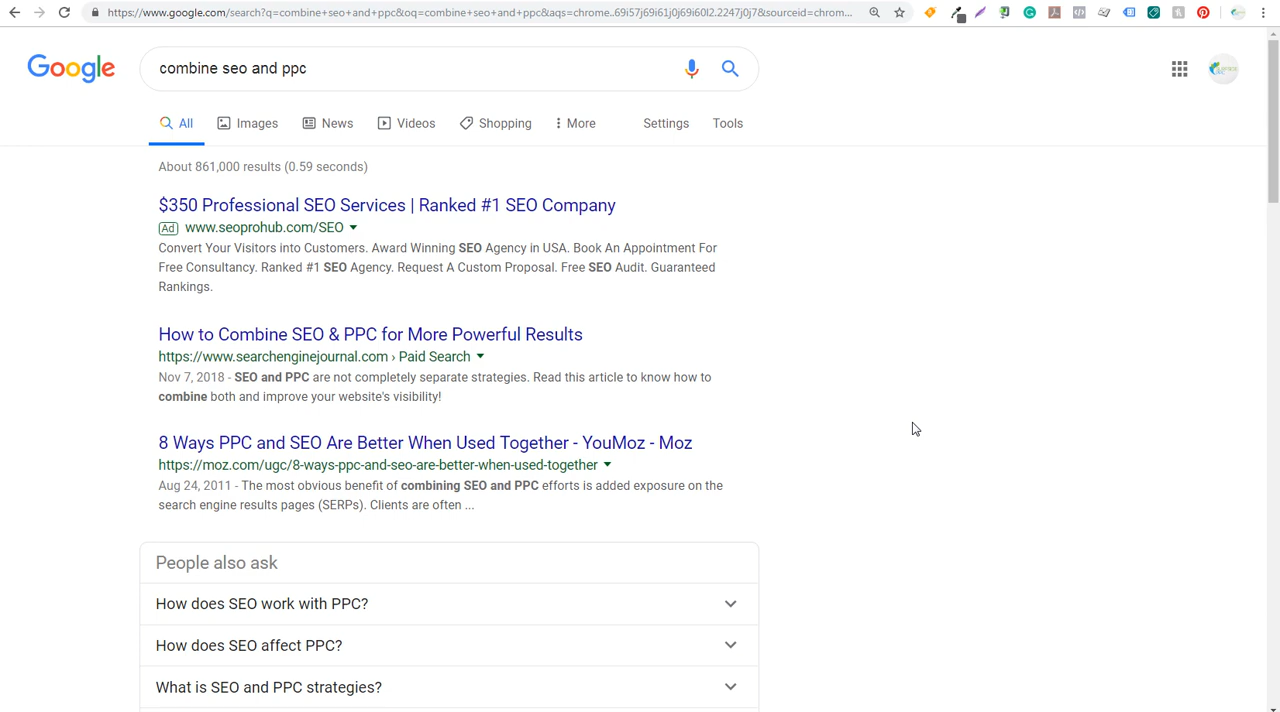 https://www.google.com/search?q=combine+seo+and+ppc&oq=combine+seo+and+ppc&aqs=chrome..69i57j69i61j0j69i60l2.2247j0j7&sourceid=chrom...
Google
combine seo and ppc
All Images News Videos Shopping More Settings Tools
About 861,000 results (0.59 seconds)
$350 Professional SEO Services | Ranked #1 SEO Company
Ad www.seoprohub.com/SEO
Convert Your Visitors into Customers. Award Winning SEO Agency in USA. Book An Appointment For
Free Consultancy. Ranked #1 SEO Agency. Request A Custom Proposal. Free SEO Audit. Guaranteed
Rankings.
How to Combine SEO & PPC for More Powerful Results
https://www.searchenginejournal.com › Paid Search
Nov 7, 2018 - SEO and PPC are not completely separate strategies. Read this article to know how to
combine both and improve your website's visibility!
8 Ways PPC and SEO Are Better When Used Together - YouMoz - Moz
https://moz.com/ugc/8-ways-ppc-and-seo-are-better-when-used-together
Aug 24, 2011 - The most obvious benefit of combining SEO and PPC efforts is added exposure on the
search engine results pages (SERPs). Clients are often ...
People also ask
How does SEO work with PPC?
How does SEO affect PPC?
What is SEO and PPC strategies?